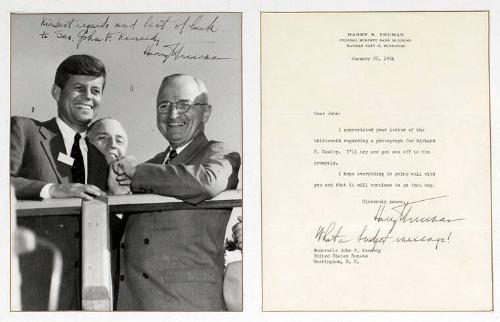 Kindest regards and best of luck
to Sen. John F. Kennedy
Harry Truman
HARRY S. TRUMAN
FEDERAL RESERVE BANK BUILDING
KANSAS CITY 6, MISSOURI
January 22, 1954
Dear John:
I appreciated your letter of the
thirteenth regarding a photograph for Richard
I'll try and get one off to him
promptly.
I hope everything is going well with
you and that it will continue to go that way.
Sincerely yours,
Harry Truman
What a budget message!
Honorable John F. Kennedy
United States Senate
Washington, D. C.